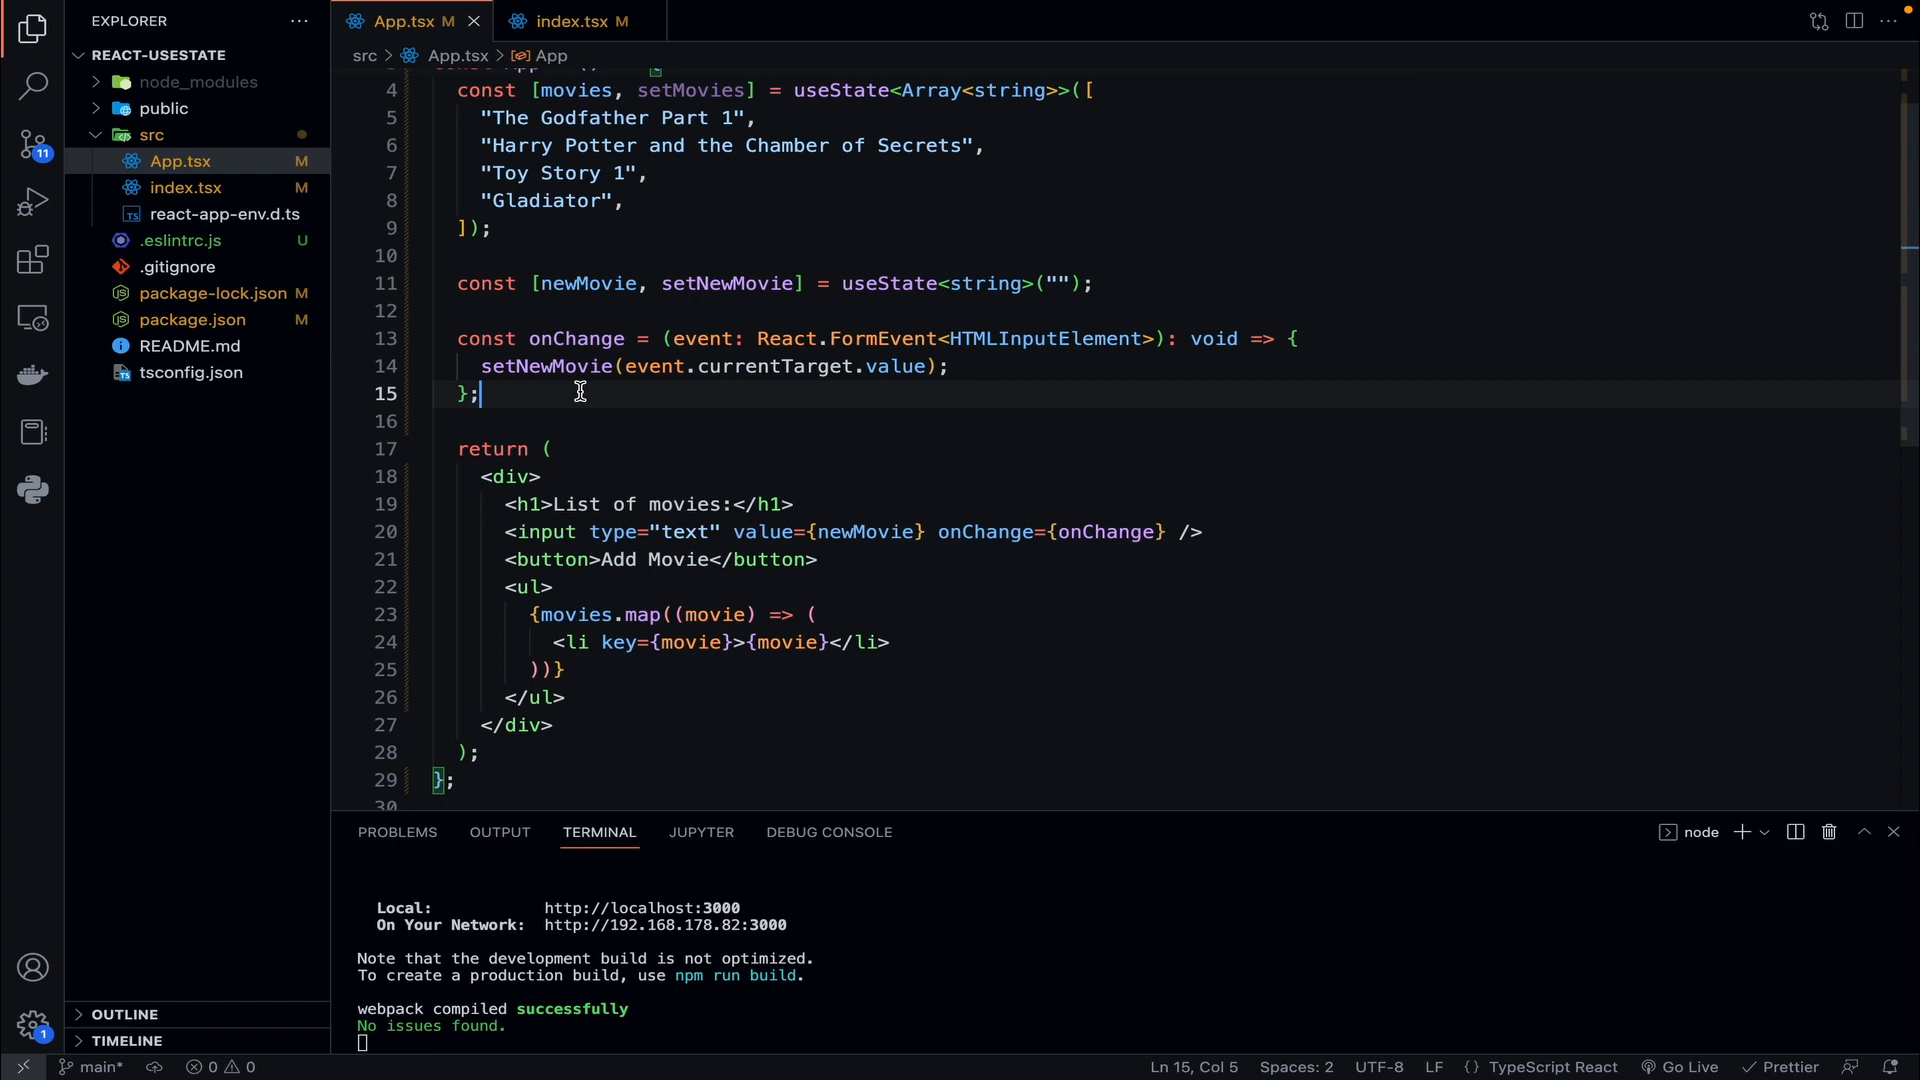 EXPLORER
REACT-USESTATE
node_modules
public
src
App.tsx M
index.tsx M
react-app-env.d.ts
.eslintrc.js U
.gitignore
package-lock.json M
package.json M
README.md
tsconfig.json
OUTLINE
TIMELINE
11
1
App.tsx M
index.tsx M
src > App.tsx > App
4 const [movies, setMovies] = useState<Array<string>>([
5 "The Godfather Part 1",
6 "Harry Potter and the Chamber of Secrets",
7 "Toy Story 1",
8 "Gladiator",
9 ]);
10
11 const [newMovie, setNewMovie] = useState<string>("");
12
13 const onChange = (event: React.FormEvent<HTMLInputElement>): void => {
14 setNewMovie(event.currentTarget.value);
15 };
16
17 return (
18 <div>
19 <h1>List of movies:</h1>
20 <input type="text" value={newMovie} onChange={onChange} />
21 <button>Add Movie</button>
22 <ul>
23 {movies.map((movie) => (
24 <li key={movie}>{movie}</li>
25 ))}
26 </ul>
27 </div>
28 );
29 };
30
PROBLEMS OUTPUT TERMINAL JUPYTER DEBUG CONSOLE
node
Local: http://localhost:3000
On Your Network: http://192.168.178.82:3000
Note that the development build is not optimized.
To create a production build, use npm run build.
webpack compiled successfully
No issues found.
main* 0 0 Ln 15, Col 5 Spaces: 2 UTF-8 LF {} TypeScript React Go Live Prettier